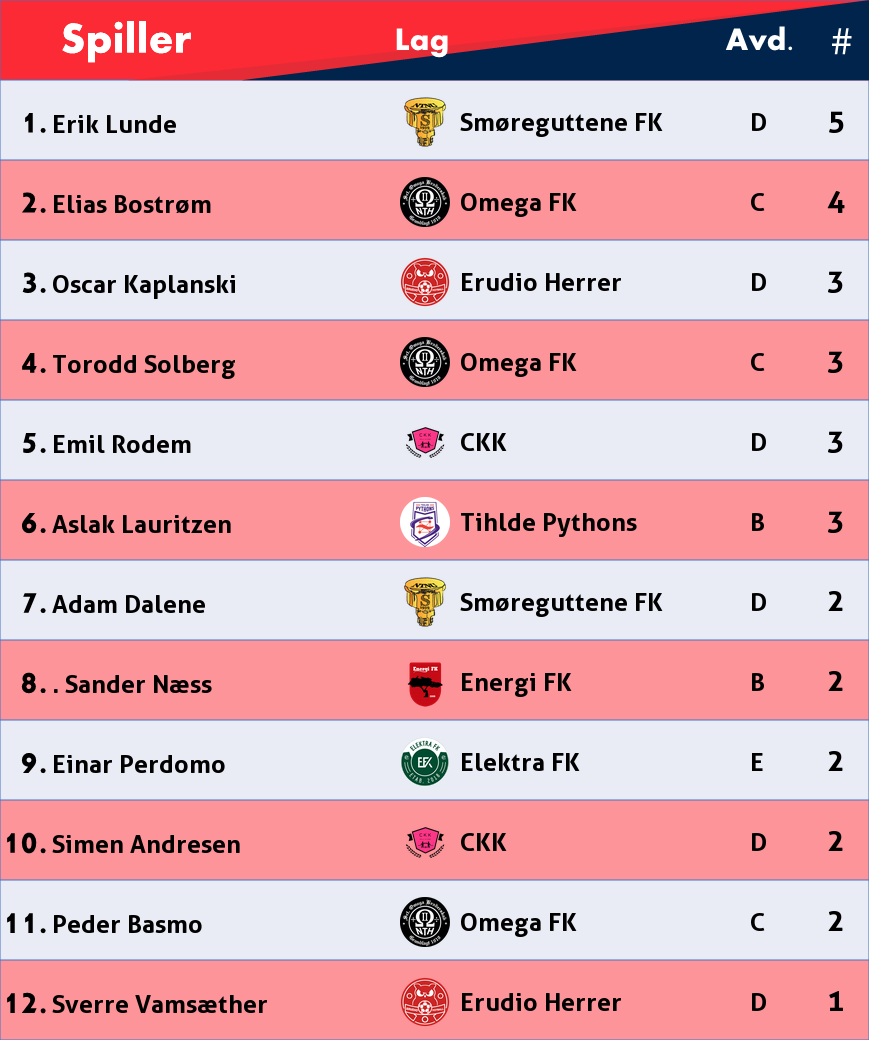 Spiller Lag Avd. #
1. Erik Lunde Smøreguttene FK D 5
2. Elias Bostrøm Omega FK C 4
3. Oscar Kaplanski Erudio Herrer D 3
4. Torodd Solberg Omega FK C 3
5. Emil Rodem CKK D 3
6. Aslak Lauritzen Tihlde Pythons B 3
7. Adam Dalene Smøreguttene FK D 2
8. . Sander Næss Energi FK B 2
9. Einar Perdomo Elektra FK E 2
10. Simen Andresen CKK D 2
11. Peder Basmo Omega FK C 2
12. Sverre Vamsæther Erudio Herrer D 1